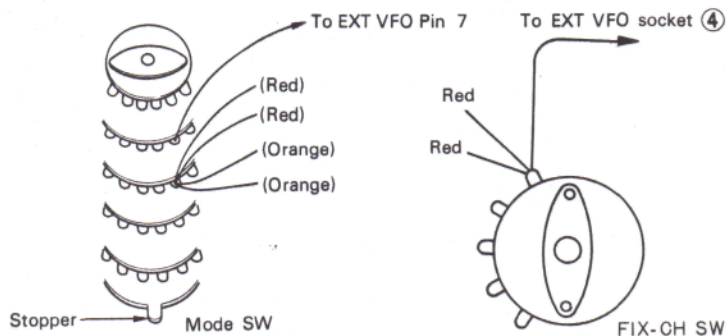 To EXT VFO Pin 7
(Red)
(Red)
(Orange)
(Orange)
Stopper
Mode SW
To EXT VFO socket ④
Red
Red
FIX-CH SW